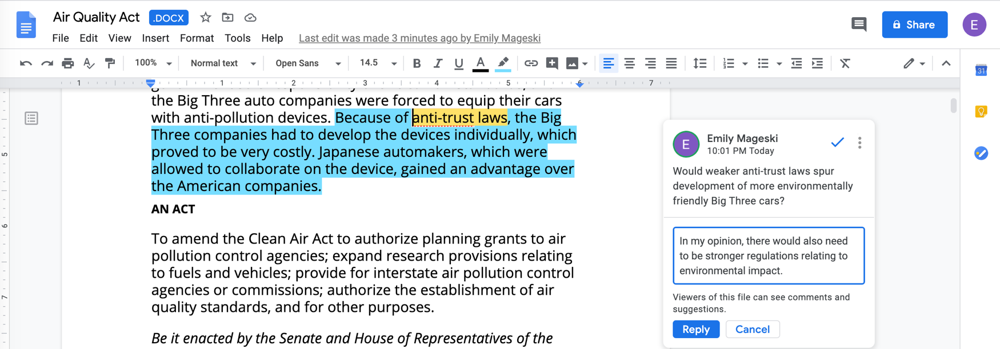 Air Quality Act .DOCX
File Edit View Insert Format Tools Help Last edit was made 3 minutes ago by Emily Mageski
Share
E
100% Normal text Open Sans 14.5 B I U A
1 1 2 3 4 5 6 7
31
5
6
7
the Big Three auto companies were forced to equip their cars
with anti-pollution devices. Because of anti-trust laws, the Big
Three companies had to develop the devices individually, which
proved to be very costly. Japanese automakers, which were
allowed to collaborate on the device, gained an advantage over
the American companies.
AN ACT
To amend the Clean Air Act to authorize planning grants to air
pollution control agencies; expand research provisions relating
to fuels and vehicles; provide for interstate air pollution control
agencies or commissions; authorize the establishment of air
quality standards, and for other purposes.
Be it enacted by the Senate and House of Representatives of the
E
Emily Mageski
10:01 PM Today
Would weaker anti-trust laws spur
development of more environmentally
friendly Big Three cars?
In my opinion, there would also need
to be stronger regulations relating to
environmental impact.
Viewers of this file can see comments and
suggestions.
Reply Cancel